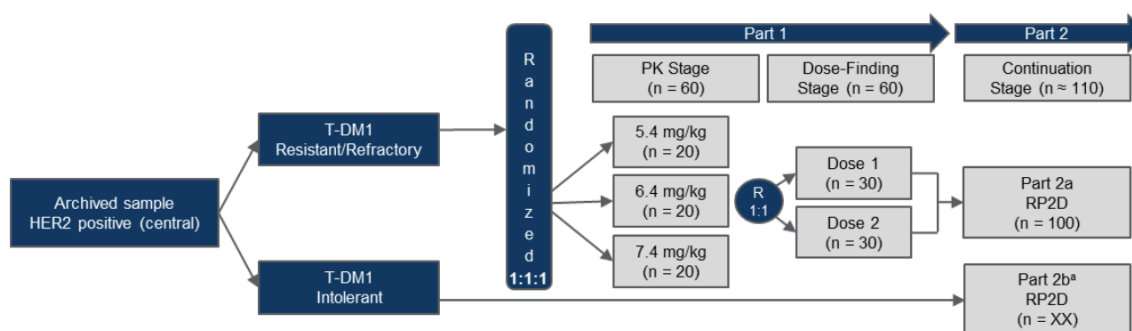 Part 1
Part 2
PK Stage
(n = 60)
Dose-Finding
Stage (n = 60)
Continuation
Stage (n ≈ 110)
Archived sample
HER2 positive (central)
T-DM1
Resistant/Refractory
T-DM1
Intolerant
Randomized
1:1:1
5.4 mg/kg
(n = 20)
6.4 mg/kg
(n = 20)
7.4 mg/kg
(n = 20)
R
1:1
Dose 1
(n = 30)
Dose 2
(n = 30)
Part 2a
RP2D
(n = 100)
Part 2bᵃ
RP2D
(n = XX)